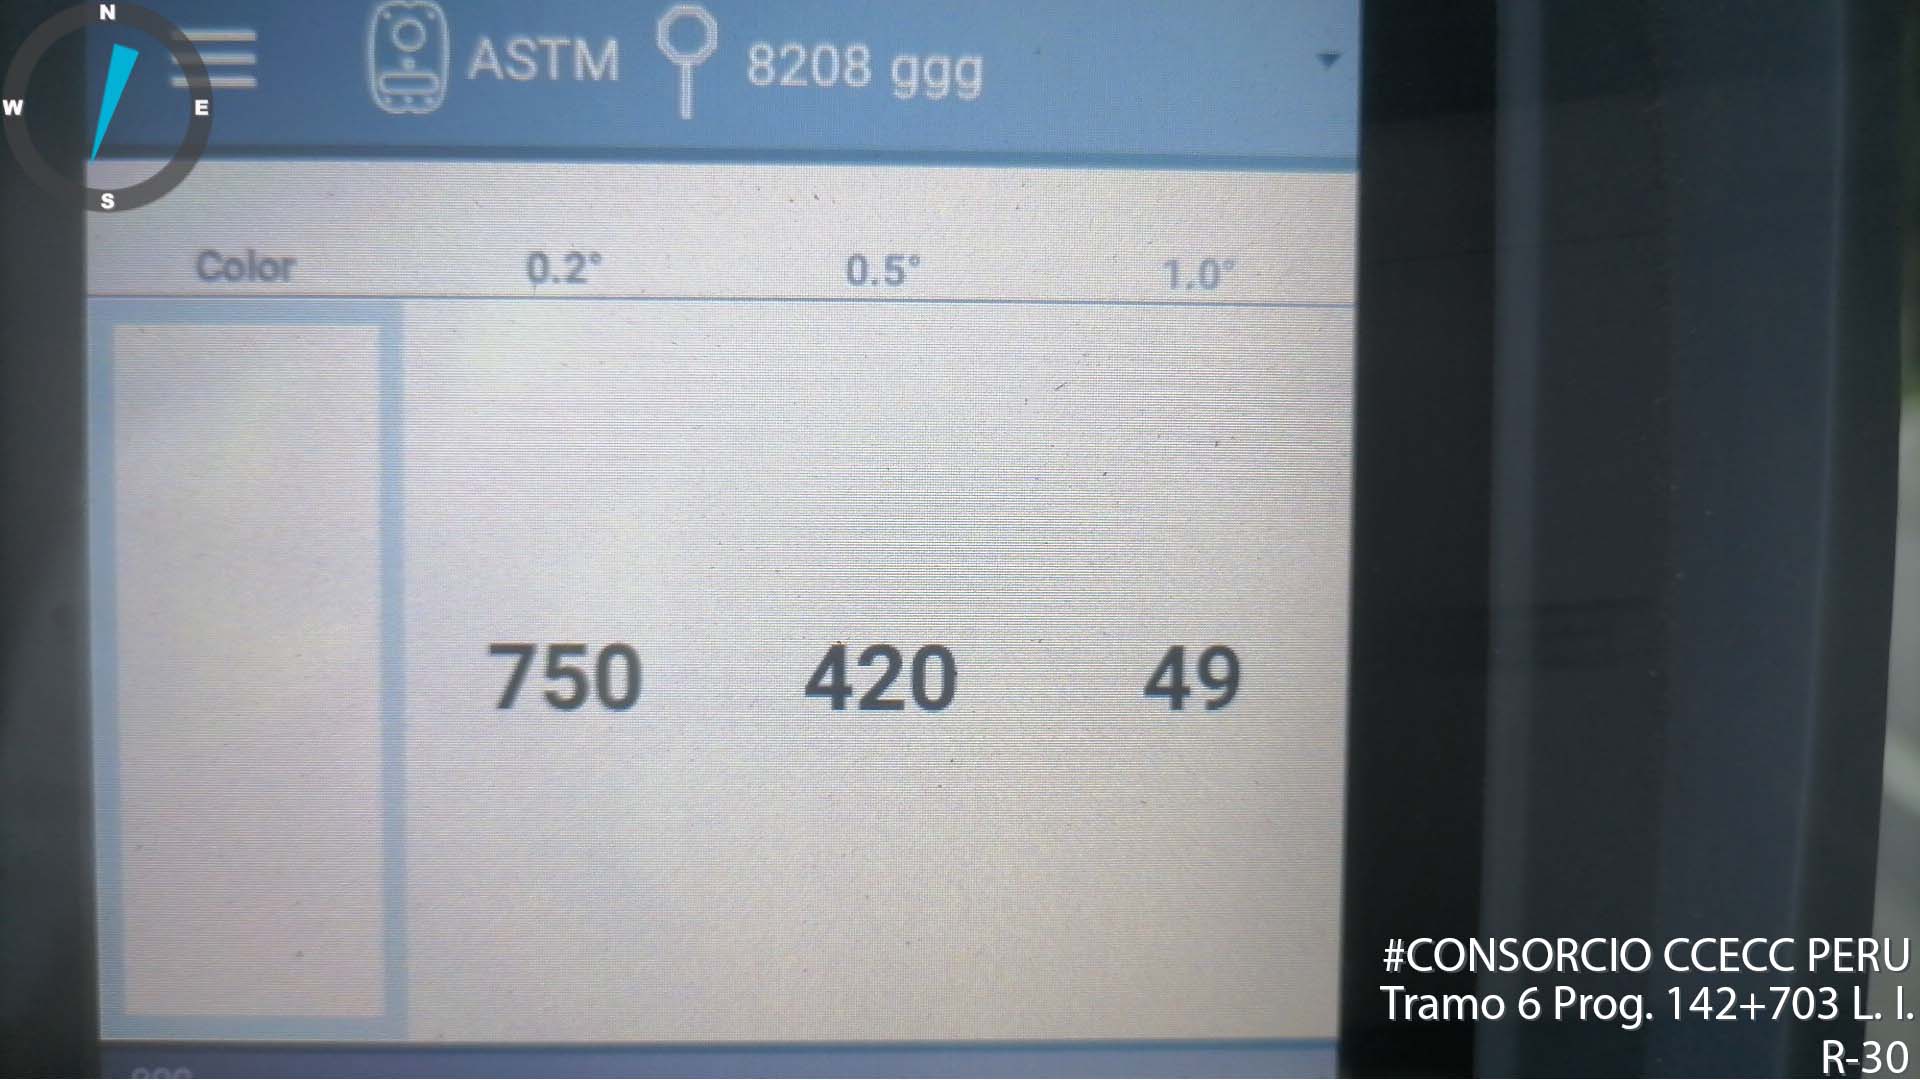 N
W E
S
ASTM 8208 ggg
Color 0.2° 0.5° 1.0°
750 420 49
#CONSORCIO CCECC PERU
Tramo 6 Prog. 142+703 L. I.
R-30